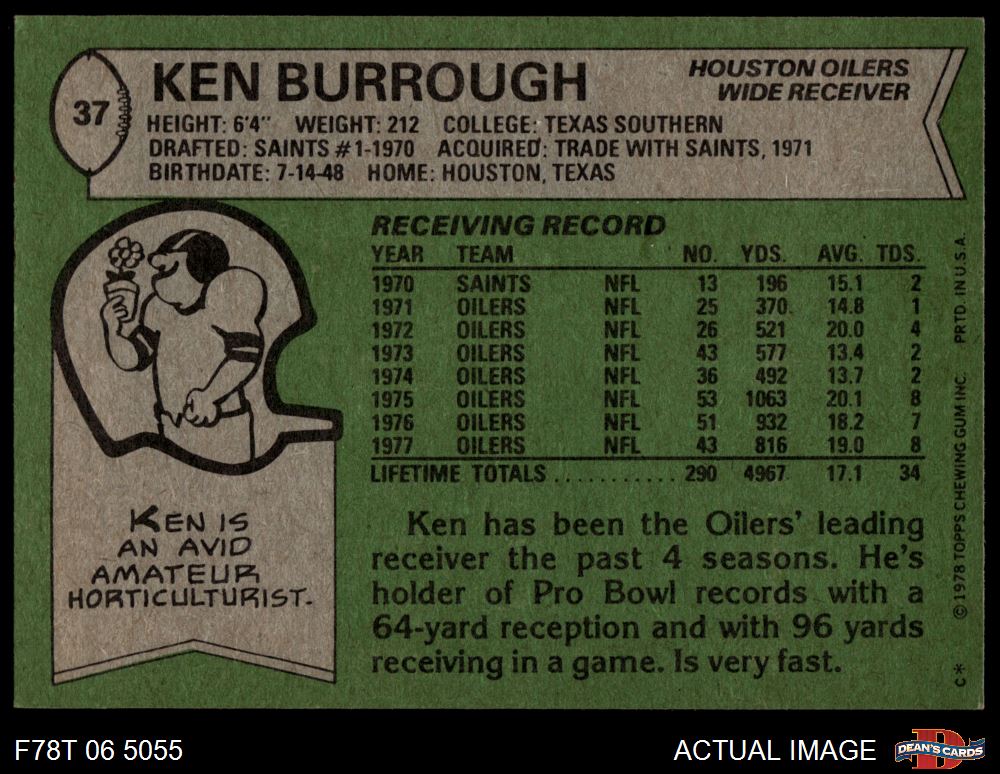 37
KEN BURROUGH
HOUSTON OILERS
WIDE RECEIVER
HEIGHT: 6'4" WEIGHT: 212 COLLEGE: TEXAS SOUTHERN
DRAFTED: SAINTS #1-1970 ACQUIRED: TRADE WITH SAINTS, 1971
BIRTHDATE: 7-14-48 HOME: HOUSTON, TEXAS
RECEIVING RECORD
YEAR TEAM NO. YDS. AVG. TDS.
1970 SAINTS NFL 13 196 15.1 2
1971 OILERS NFL 25 370 14.8 1
1972 OILERS NFL 26 521 20.0 4
1973 OILERS NFL 43 577 13.4 2
1974 OILERS NFL 36 492 13.7 2
1975 OILERS NFL 53 1063 20.1 8
1976 OILERS NFL 51 932 18.2 7
1977 OILERS NFL 43 816 19.0 8
LIFETIME TOTALS ........... 290 4967 17.1 34
KEN IS
AN AVID
AMATEUR
HORTICULTURIST.
Ken has been the Oilers' leading
receiver the past 4 seasons. He's
holder of Pro Bowl records with a
64-yard reception and with 96 yards
receiving in a game. Is very fast.
C* © 1978 TOPPS CHEWING GUM INC. PRTD. IN U.S.A.
F78T 06 5055
ACTUAL IMAGE
D
DEAN'S CARDS